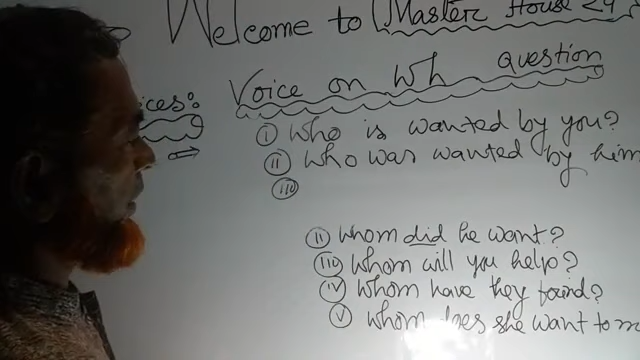 Welcome to Master House 24
Voice on Wh question
ices:
i who is wanted by you?
ii who was wanted by him
iii
ii whom did he want?
iii whom will you help?
iv whom have they found?
v whom does she want to